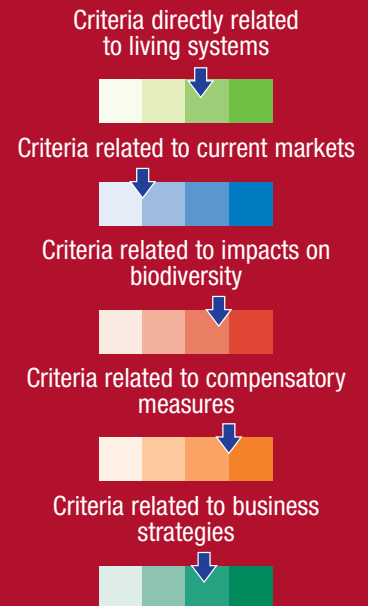 Criteria directly related
to living systems
Criteria related to current markets
Criteria related to impacts on
biodiversity
Criteria related to compensatory
measures
Criteria related to business
strategies